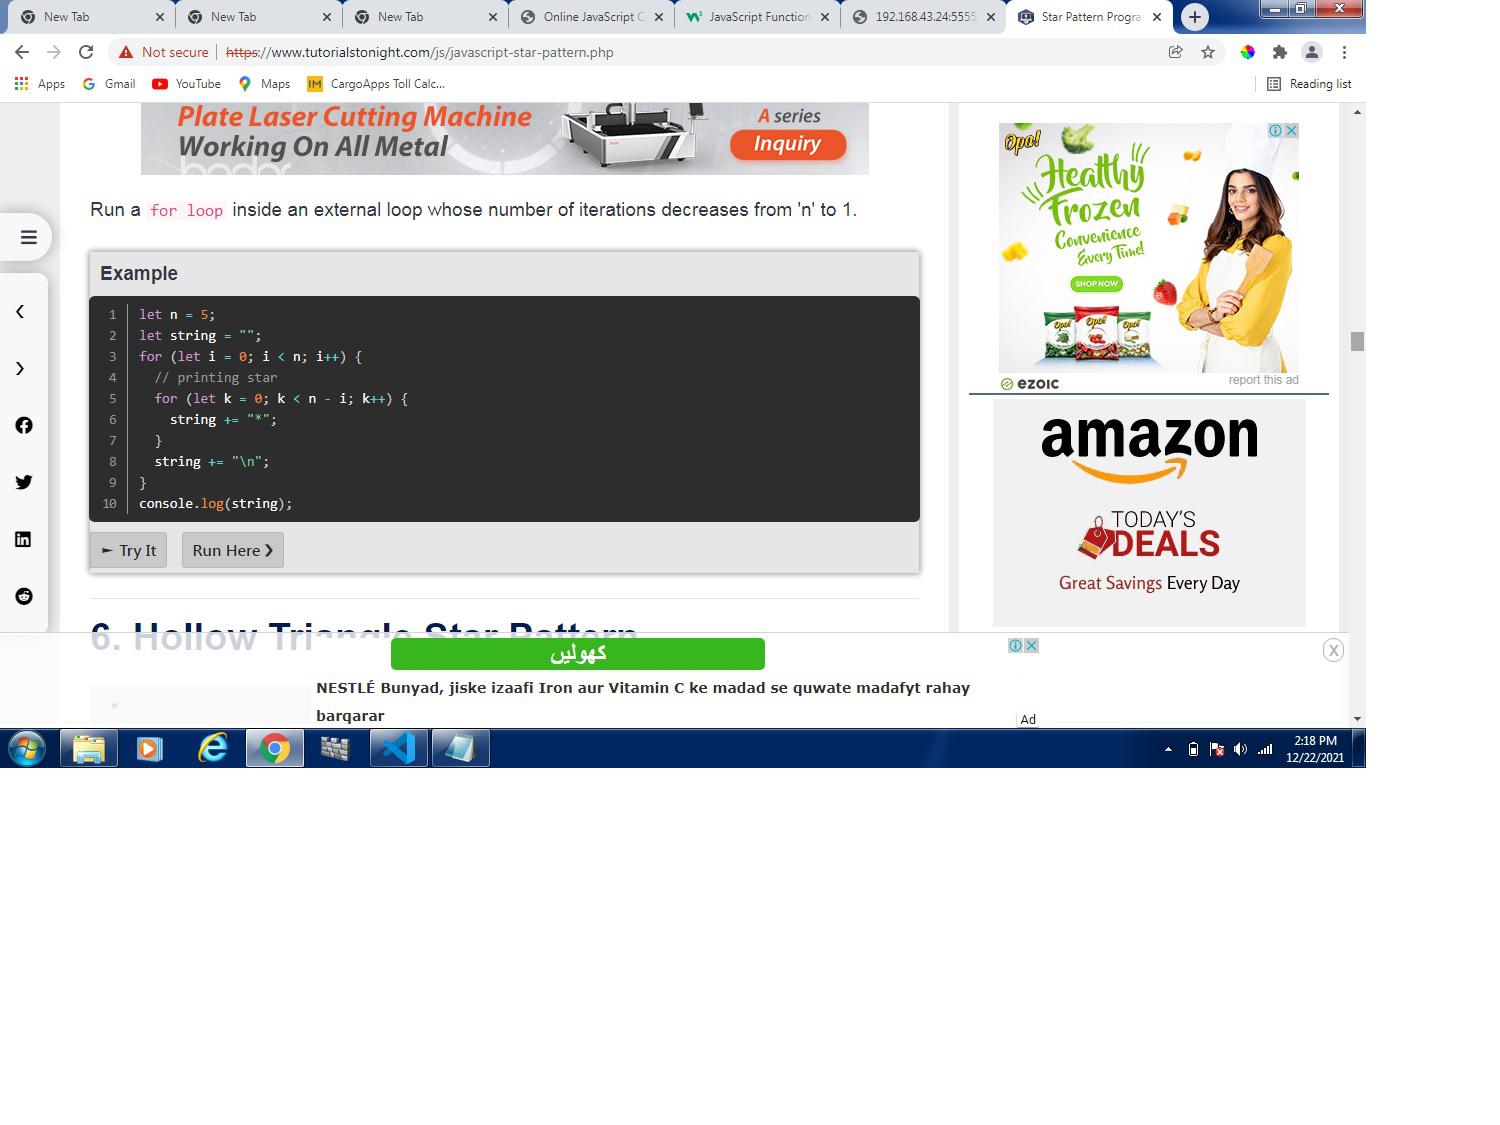 New Tab
New Tab
New Tab
Online JavaScript C
JavaScript Function
192.168.43.24:5555
Star Pattern Progra
Not secure
https://www.tutorialstonight.com/js/javascript-star-pattern.php
Apps
Gmail
YouTube
Maps
IM
CargoApps Toll Calc...
Reading list
Plate Laser Cutting Machine
Working On All Metal
A series
Inquiry
Run a for loop inside an external loop whose number of iterations decreases from 'n' to 1.
Example
1 let n = 5;
2 let string = "";
3 for (let i = 0; i < n; i++) {
4 // printing star
5 for (let k = 0; k < n - i; k++) {
6 string += "*";
7 }
8 string += "\n";
9 }
10 console.log(string);
► Try It
Run Here ❯
6. Hollow Triangle Star Pattern
#
Opo!
Healthy
Frozen
Convenience
Every Time!
SHOP NOW
Opo!
Opo!
Opo!
ezoic
report this ad
amazon
TODAY'S
DEALS
Great Savings Every Day
کھولیں
NESTLÉ Bunyad, jiske izaafi Iron aur Vitamin C ke madad se quwate madafyt rahay
barqarar
Ad
X
2:18 PM
12/22/2021